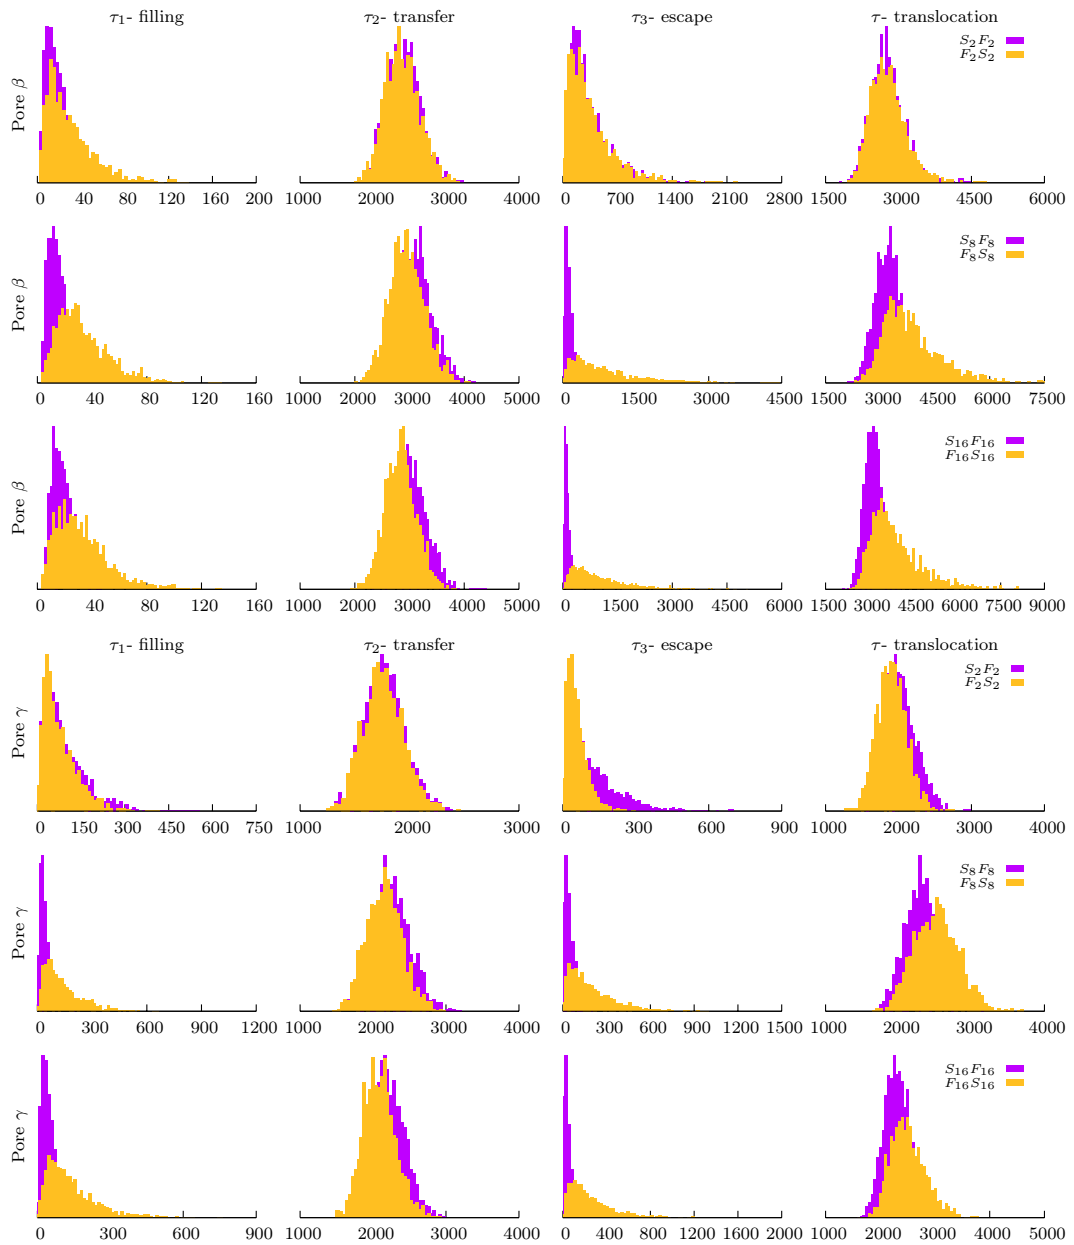 τ₁- filling τ₂- transfer τ₃- escape τ- translocation
S₂F₂
F₂S₂
Pore β
0 40 80 120 160 200 1000 2000 3000 4000 0 700 1400 2100 2800 1500 3000 4500 6000
S₈F₈
F₈S₈
Pore β
0 40 80 120 160 1000 2000 3000 4000 5000 0 1500 3000 4500 1500 3000 4500 6000 7500
S₁₆F₁₆
F₁₆S₁₆
Pore β
0 40 80 120 160 1000 2000 3000 4000 5000 0 1500 3000 4500 6000 1500 3000 4500 6000 7500 9000
τ₁- filling τ₂- transfer τ₃- escape τ- translocation
S₂F₂
F₂S₂
Pore γ
0 150 300 450 600 750 1000 2000 3000 0 300 600 900 1000 2000 3000 4000
S₈F₈
F₈S₈
Pore γ
0 300 600 900 1200 1000 2000 3000 4000 0 300 600 900 1200 1500 1000 2000 3000 4000
S₁₆F₁₆
F₁₆S₁₆
Pore γ
0 300 600 900 1000 2000 3000 4000 0 400 800 1200 1600 2000 1000 2000 3000 4000 5000